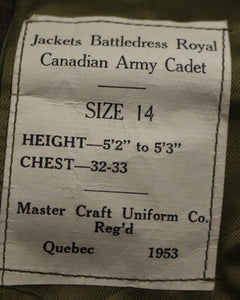 Jackets Battledress Royal
Canadian Army Cadet
SIZE 14
HEIGHT—5'2" to 5'3"
CHEST—32-33
Master Craft Uniform Co.
Reg'd
Quebec 1953